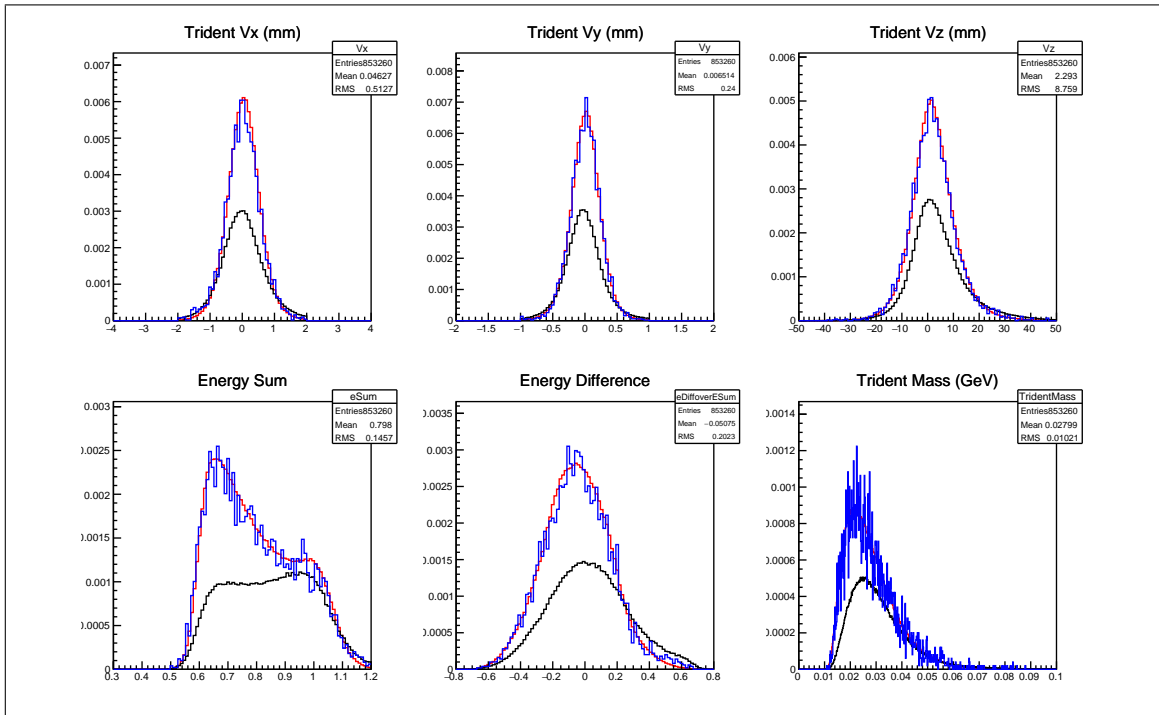 Trident Vx (mm)
Vx
Entries 853260
Mean 0.04627
RMS 0.5127
0.007
0.006
0.005
0.004
0.003
0.002
0.001
0
−4 −3 −2 −1 0 1 2 3 4
Trident Vy (mm)
Vy
Entries 853260
Mean 0.006514
RMS 0.24
0.008
0.007
0.006
0.005
0.004
0.003
0.002
0.001
0
−2 −1.5 −1 −0.5 0 0.5 1 1.5 2
Trident Vz (mm)
Vz
Entries 853260
Mean 2.293
RMS 8.759
0.006
0.005
0.004
0.003
0.002
0.001
0
−50 −40 −30 −20 −10 0 10 20 30 40 50
Energy Sum
eSum
Entries 853260
Mean 0.798
RMS 0.1457
0.003
0.0025
0.002
0.0015
0.001
0.0005
0
0.3 0.4 0.5 0.6 0.7 0.8 0.9 1 1.1 1.2
Energy Difference
eDiffoverESum
Entries 853260
Mean −0.05075
RMS 0.2023
0.0035
0.003
0.0025
0.002
0.0015
0.001
0.0005
0
−0.8 −0.6 −0.4 −0.2 0 0.2 0.4 0.6 0.8
Trident Mass (GeV)
TridentMass
Entries 853260
Mean 0.02799
RMS 0.01021
0.0014
0.0012
0.001
0.0008
0.0006
0.0004
0.0002
0
0 0.01 0.02 0.03 0.04 0.05 0.06 0.07 0.08 0.09 0.1